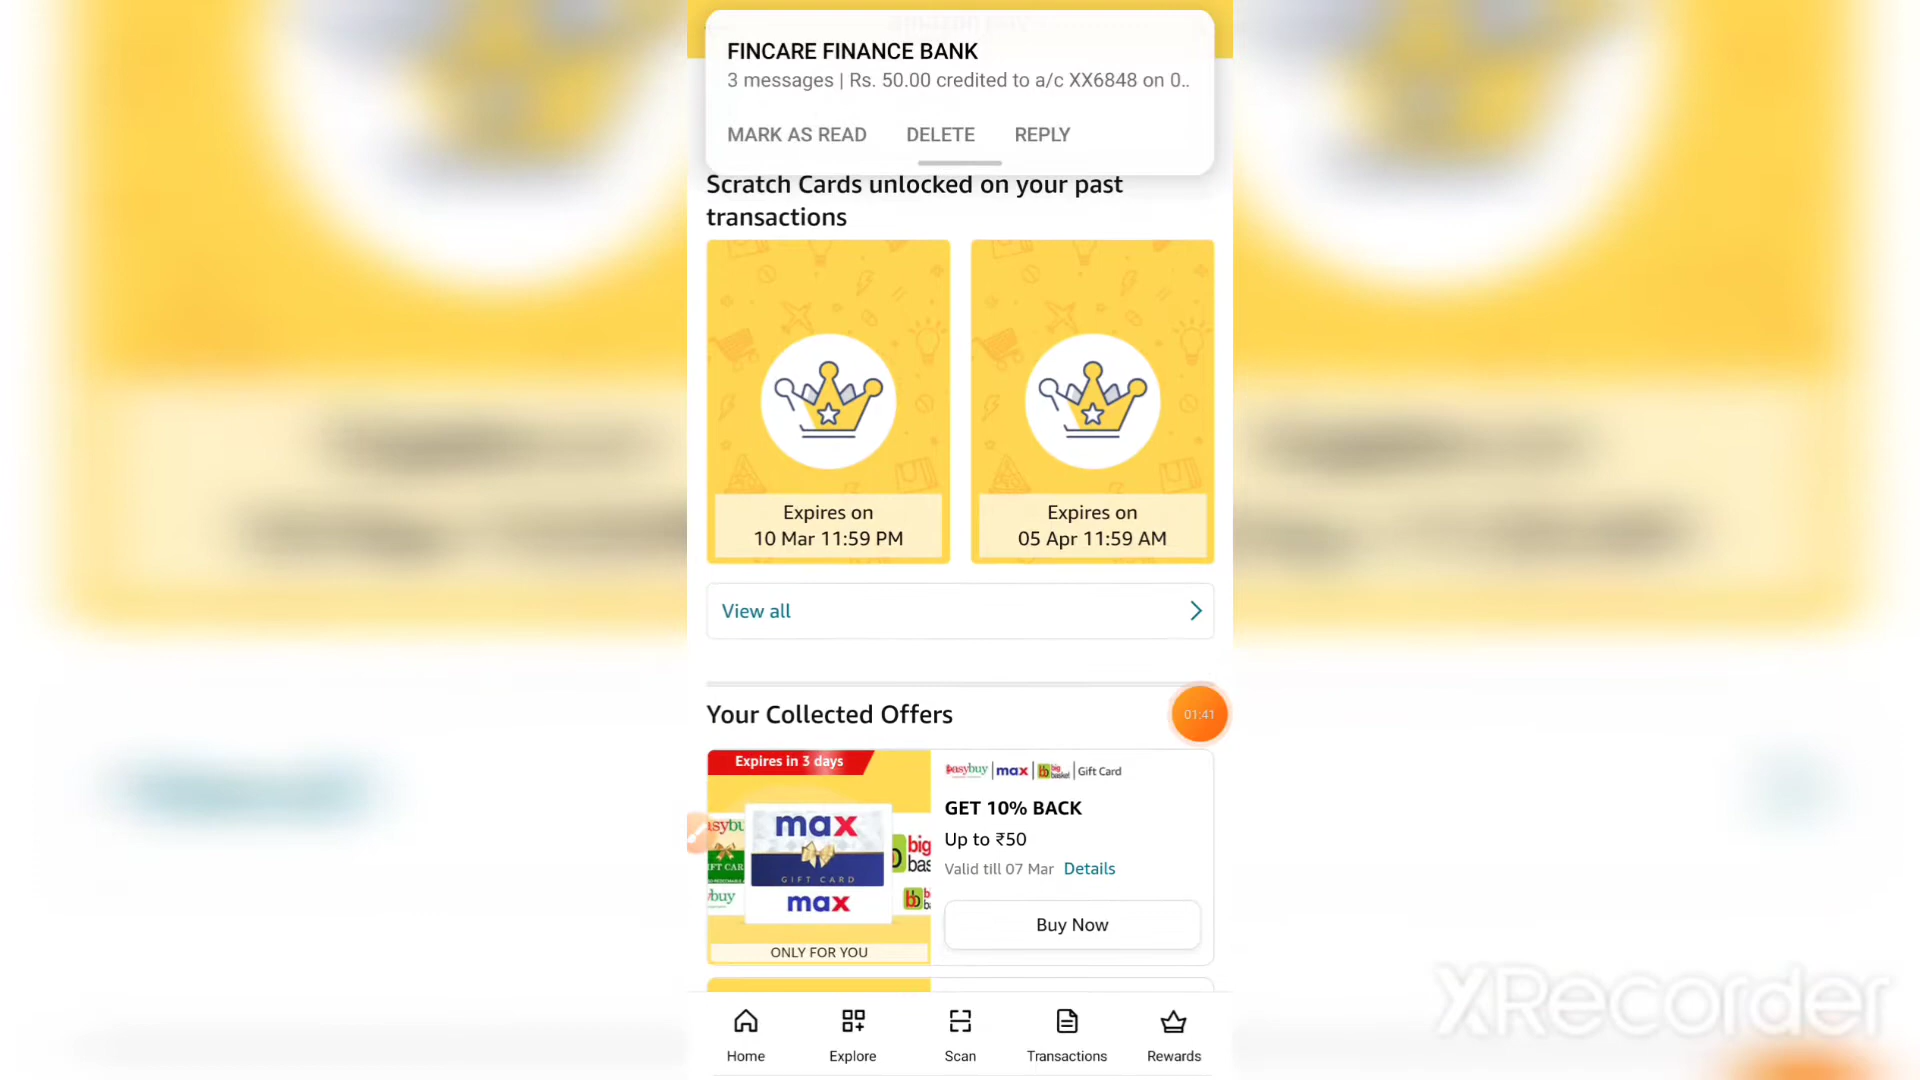 FINCARE FINANCE BANK
3 messages | Rs. 50.00 credited to a/c XX6848 on 0..
MARK AS READ DELETE REPLY
Scratch Cards unlocked on your past
transactions
Expires on
10 Mar 11:59 PM
Expires on
05 Apr 11:59 AM
View all
Your Collected Offers
01:41
Expires in 3 days
max
GIFT CARD
max
ONLY FOR YOU
easybuy | max | big basket | Gift Card
GET 10% BACK
Up to ₹50
Valid till 07 Mar Details
Buy Now
Home Explore Scan Transactions Rewards
XRecorder